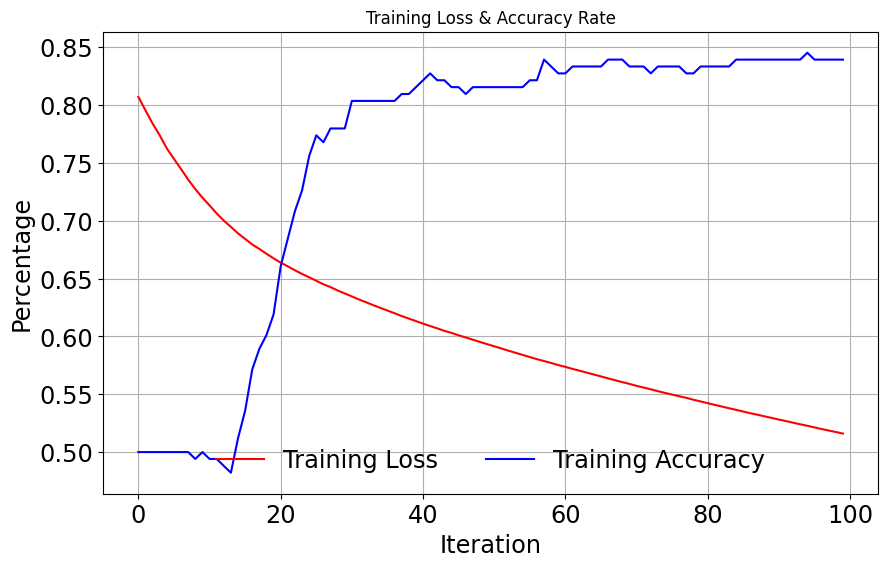 Training Loss & Accuracy Rate
0.85
0.80
0.75
0.70
0.65
0.60
0.55
0.50
Percentage
Training Loss Training Accuracy
0 20 40 60 80 100
Iteration